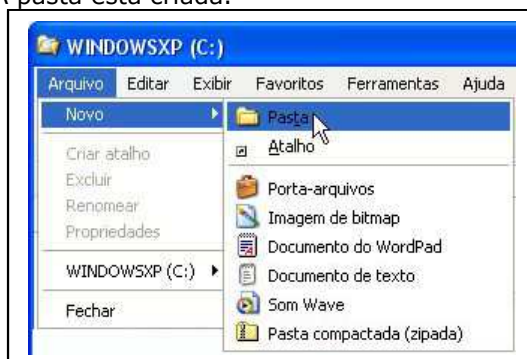 A pasta está criada.
WINDOWSXP (C:)
Arquivo Editar Exibir Favoritos Ferramentas Ajuda
Novo
Criar atalho
Excluir
Renomear
Propriedades
WINDOWSXP (C:)
Fechar
Pasta
Atalho
Porta-arquivos
Imagem de bitmap
Documento do WordPad
Documento de texto
Som Wave
Pasta compactada (zipada)